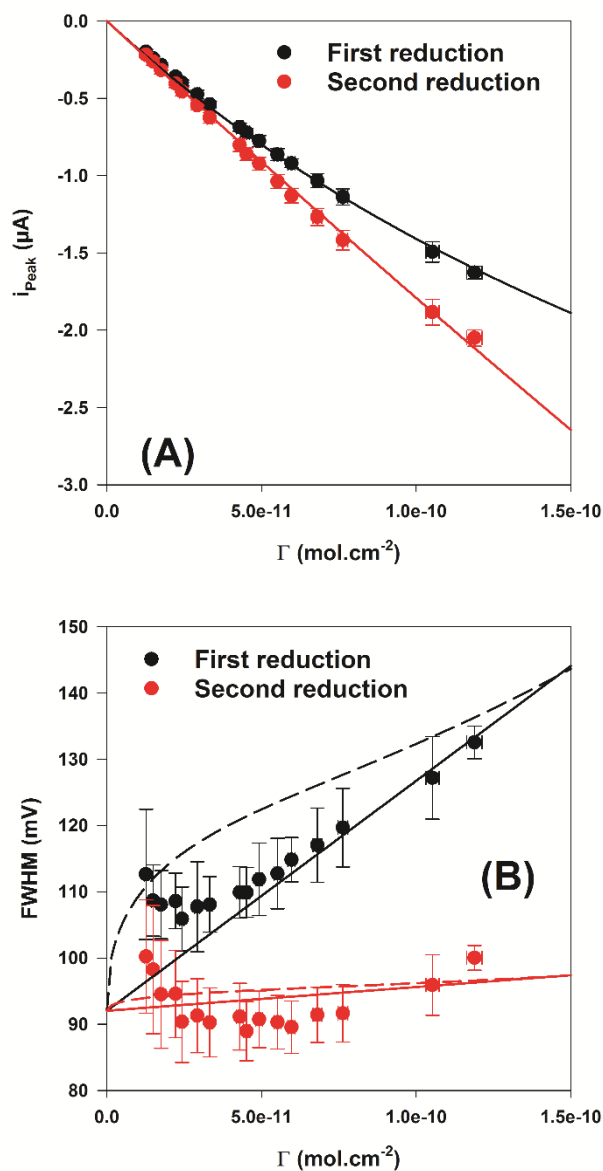 0.0
First reduction
Second reduction
-0.5
-1.0
-1.5
-2.0
-2.5
-3.0
i_Peak (µA)
(A)
0.0 5.0e-11 1.0e-10 1.5e-10
Γ (mol.cm⁻²)
150
First reduction
Second reduction
140
130
120
110
100
90
80
FWHM (mV)
(B)
0.0 5.0e-11 1.0e-10 1.5e-10
Γ (mol.cm⁻²)